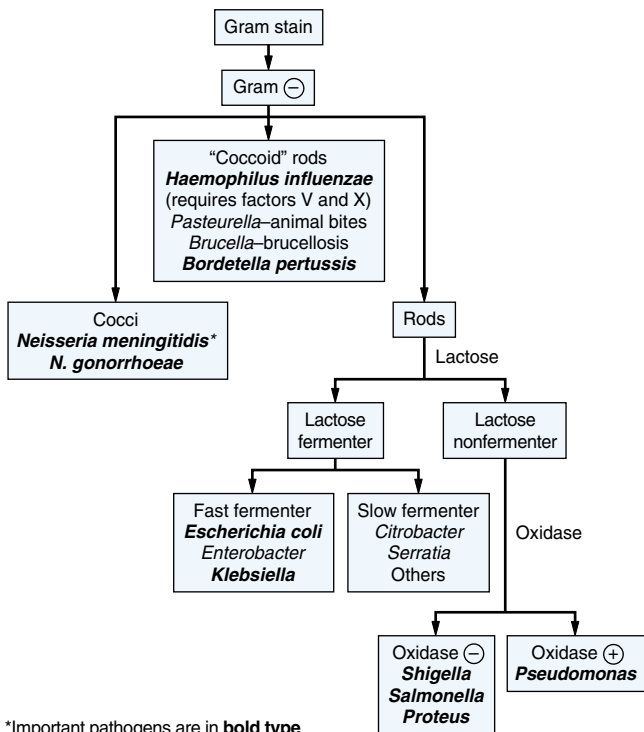 Gram stain
Gram ⊖
“Coccoid” rods
Haemophilus influenzae
(requires factors V and X)
Pasteurella–animal bites
Brucella–brucellosis
Bordetella pertussis
Cocci
Neisseria meningitidis*
N. gonorrhoeae
Rods
Lactose
Lactose
fermenter
Lactose
nonfermenter
Fast fermenter
Escherichia coli
Enterobacter
Klebsiella
Slow fermenter
Citrobacter
Serratia
Others
Oxidase
Oxidase ⊖
Shigella
Salmonella
Proteus
Oxidase ⊕
Pseudomonas
*Important pathogens are in bold type